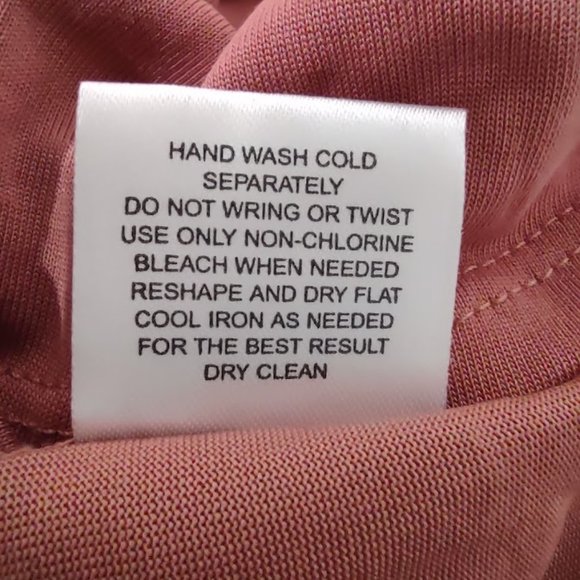 HAND WASH COLD
SEPARATELY
DO NOT WRING OR TWIST
USE ONLY NON-CHLORINE
BLEACH WHEN NEEDED
RESHAPE AND DRY FLAT
COOL IRON AS NEEDED
FOR THE BEST RESULT
DRY CLEAN